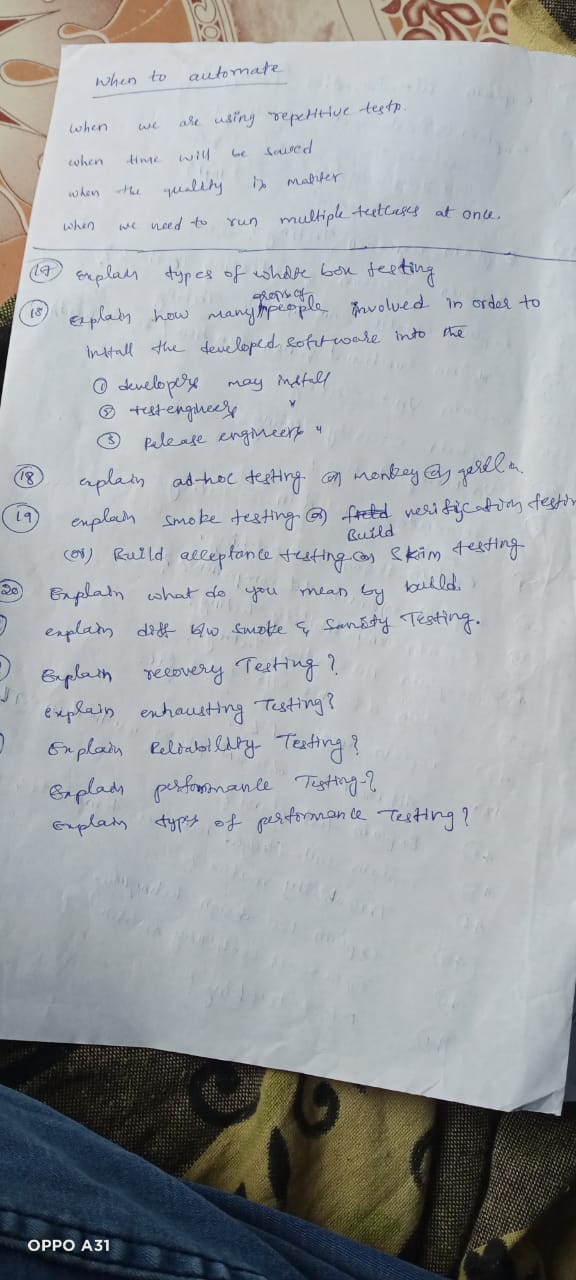 When to automate
when we are using repetitive tests.
when time will be saved
when the quality is matter
when we need to run multiple testcases at once.
(17) explain types of white box testing
(18) explain how many groups of people involved in order to
install the developed software into the
(1) developers may install
(2) test engineers "
(3) Release engineers "
(18) explain ad-hoc testing (or) monkey (or)
(19) explain smoke testing (or) Build verification testin
(or) Build acceptance testing (or) Skim testing
(20) Explain what do you mean by build.
explain diff b/w smoke & Sanity Testing.
Explain recovery Testing?
explain exhausting Testing?
Explain Reliability Testing?
Explain performance Testing?
Explain types of performance Testing?
OPPO A31